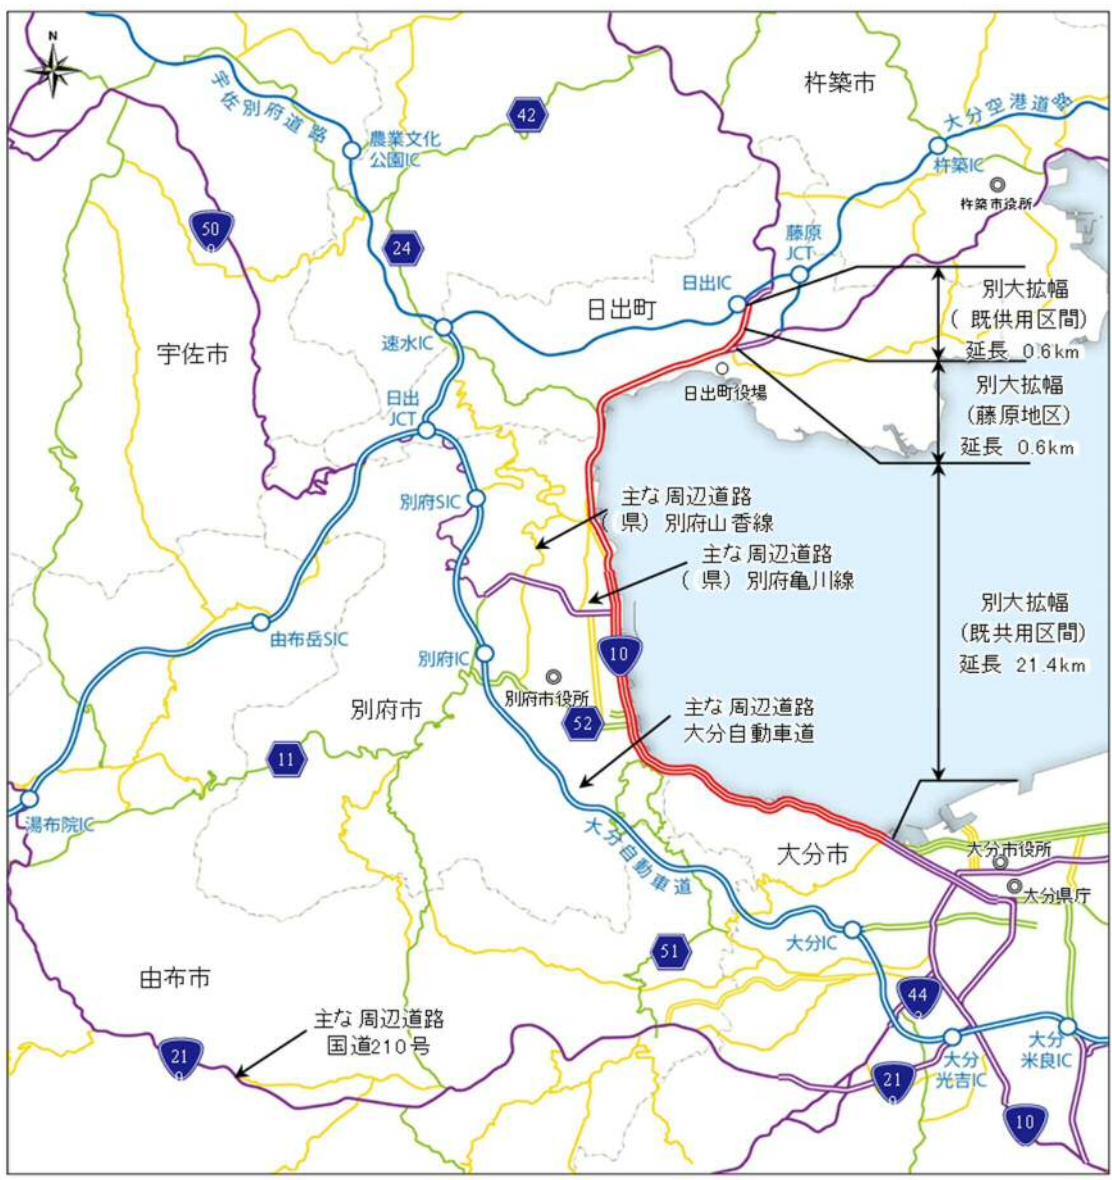 N
杵築市
大分空港道路
宇佐別府道路
42
農業文化
公園IC
杵築IC
杵築市役所
50
0
24
藤原
JCT
日出IC
日出町
別大拡幅
( 既供用区間)
延長 0.6km
速水IC
宇佐市
日出町役場
別大拡幅
(藤原地区)
延長 0.6km
日出
JCT
別府SIC
主な周辺道路
( 県) 別府山香線
主な周辺道路
( 県) 別府亀川線
別大拡幅
(既共用区間)
延長 21.4km
由布岳SIC
別府IC
10
別府市役所
別府市
52
主な周辺道路
大分自動車道
11
湯布院IC
大分自動車道
大分市
大分市役所
大分県庁
大分IC
51
由布市
44
2
主な周辺道路
国道210号
21
0
大分
光吉IC
大分
米良IC
21
0
10